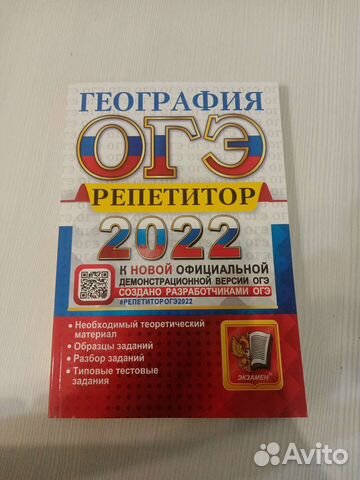 ГЕОГРАФИЯ
ОГЭ
РЕПЕТИТОР
2022
К НОВОЙ ОФИЦИАЛЬНОЙ
ДЕМОНСТРАЦИОННОЙ ВЕРСИИ ОГЭ
СОЗДАНО РАЗРАБОТЧИКАМИ ОГЭ
#РЕПЕТИТОРОГЭ2022
• Необходимый теоретический
материал
• Образцы заданий
• Разбор заданий
• Типовые тестовые
задания
ЭКЗАМЕН
Avito